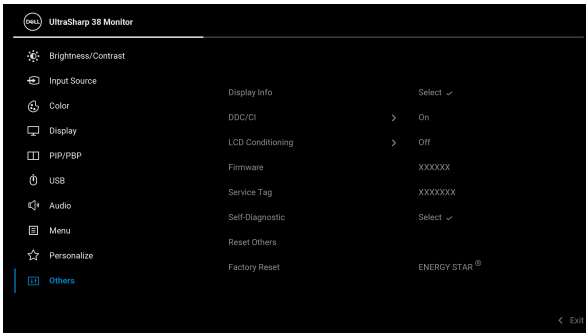 DELL UltraSharp 38 Monitor
Brightness/Contrast
Input Source
Color
Display
PIP/PBP
USB
Audio
Menu
Personalize
Others
Display Info Select ✓
DDC/CI > On
LCD Conditioning > Off
Firmware XXXXXX
Service Tag XXXXXXX
Self-Diagnostic Select ✓
Reset Others
Factory Reset ENERGY STAR®
< Exit